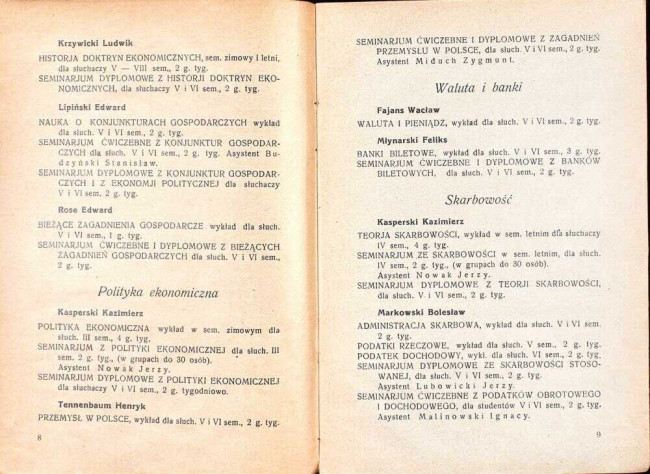 Krzywicki Ludwik
HISTORJA DOKTRYN EKONOMICZNYCH, sem. zimowy i letni,
dla słuchaczy V — VIII sem., 2 g. tyg.
SEMINARJUM DYPLOMOWE Z HISTORJI DOKTRYN EKO-
NOMICZNYCH, dla słuchaczy V i VI sem., 2 g. tyg.
Lipiński Edward
NAUKA O KONJUNKTURACH GOSPODARCZYCH wykład
dla słuch. V i VI sem., 2 g. tyg.
SEMINARJUM ĆWICZEBNE Z KONJUNKTUR GOSPODAR-
CZYCH dla słuch. V i VI sem., 2 g. tyg. Asystent Bu-
dzyński Stanisław.
SEMINARJUM DYPLOMOWE Z KONJUNKTUR GOSPODAR-
CZYCH I Z EKONOMJI POLITYCZNEJ dla słuchaczy
V i VI sem. 2 g. tyg.
Rose Edward
BIEŻĄCE ZAGADNIENIA GOSPODARCZE wykład dla słuch.
V i VI sem., 1 g. tyg.
SEMINARJUM ĆWICZEBNE I DYPLOMOWE Z BIEŻĄCYCH
ZAGADNIEŃ GOSPODARCZYCH dla słuch. V i VI sem.,
2 g. tyg.
Polityka ekonomiczna
Kasperski Kazimierz
POLITYKA EKONOMICZNA wykład w sem. zimowym dla
słuch. III sem., 4 g. tyg.
SEMINARJUM Z POLITYKI EKONOMICZNEJ dla słuch. III
sem. 2 g. tyg., (w grupach do 30 osób).
Asystent Nowak Jerzy.
SEMINARJUM DYPLOMOWE Z POLITYKI EKONOMICZNEJ
dla słuchaczy V i VI sem., 2 g. tygodniowo.
Tennenbaum Henryk
PRZEMYSŁ W POLSCE, wykład dla słuch. V i VI sem., 2 g. tyg.
8
SEMINARJUM ĆWICZEBNE I DYPLOMOWE Z ZAGADNIEŃ
PRZEMYSŁU W POLSCE, dla słuch. V i VI sem., 2 g. tyg.
Asystent Miduch Zygmunt.
Waluta i banki
Fajans Wacław
WALUTA I PIENIĄDZ, wykład dla słuch. V i VI sem., 2 g. tyg.
Młynarski Feliks
BANKI BILETOWE, wykład dla słuch. V i VI sem., 3 g. tyg.
SEMINARJUM ĆWICZEBNE I DYPLOMOWE Z BANKÓW
BILETOWYCH, dla słuch. V i VI sem., 2 g. tyg.
Skarbowość
Kasperski Kazimierz
TEORJA SKARBOWOŚCI, wykład w sem. letnim dla słuchaczy
IV sem., 4 g. tyg.
SEMINARJUM ZE SKARBOWOŚCI w sem. letnim, dla słuch.
IV sem., 2 g. tyg., (w grupach do 30 osób).
Asystent Nowak Jerzy.
SEMINARJUM DYPLOMOWE Z TEORJI SKARBOWOŚCI,
dla słuch. V i VI sem., 2 g. tyg.
Markowski Bolesław
ADMINISTRACJA SKARBOWA, wykład dla słuch. V i VI sem.
2 g. tyg.
PODATKI RZECZOWE, wykład dla słuch. V sem., 2 g. tyg.
PODATEK DOCHODOWY, wykł. dla słuch. VI sem., 2 g. tyg.
SEMINARJUM DYPLOMOWE ZE SKARBOWOŚCI STOSO-
WANEJ, dla słuch. V i VI sem., 2 g. tyg.
Asystent Lubowicki Jerzy.
SEMINARJUM ĆWICZEBNE Z PODATKÓW OBROTOWEGO
I DOCHODOWEGO, dla studentów V i VI sem., 2 g. tyg.
Asystent Malinowski Ignacy.
9